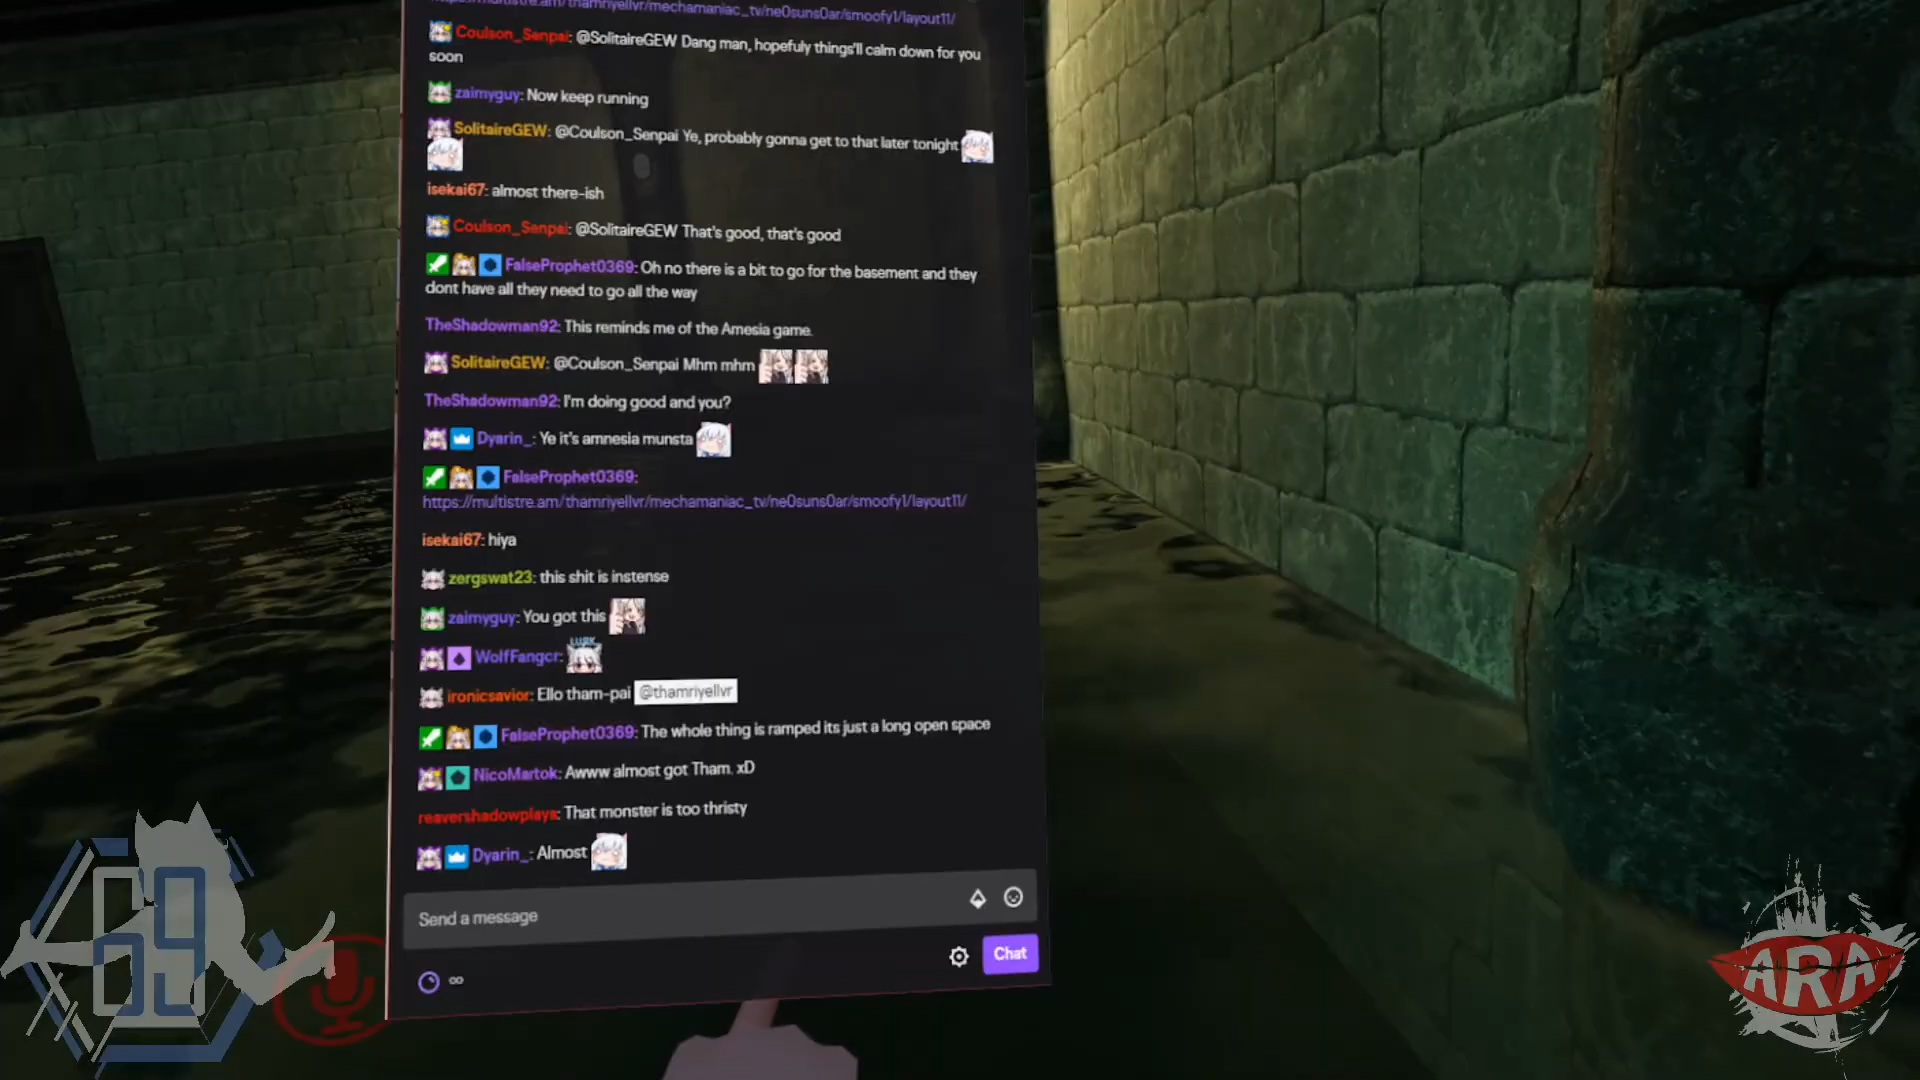 https://multistre.am/thamriyellvr/mechamaniac_tv/ne0suns0ar/smoofy1/layout11/
Coulson_Senpai: @SolitaireGEW Dang man, hopefuly things'll calm down for you
soon
zaimyguy: Now keep running
SolitaireGEW: @Coulson_Senpai Ye, probably gonna get to that later tonight
isekai67: almost there-ish
Coulson_Senpai: @SolitaireGEW That's good, that's good
FalseProphet0369: Oh no there is a bit to go for the basement and they
dont have all they need to go all the way
TheShadowman92: This reminds me of the Amesia game.
SolitaireGEW: @Coulson_Senpai Mhm mhm
TheShadowman92: I'm doing good and you?
Dyarin_: Ye it's amnesia munsta
FalseProphet0369:
https://multistre.am/thamriyellvr/mechamaniac_tv/ne0suns0ar/smoofy1/layout11/
isekai67: hiya
zergswat23: this shit is instense
zaimyguy: You got this
LURK
WolfFangcr:
ironicsavior: Ello tham-pai @thamriyellvr
FalseProphet0369: The whole thing is ramped its just a long open space
NicoMartok: Awww almost got Tham. xD
reavershadowplays: That monster is too thristy
Dyarin_: Almost
Send a message
Chat
69
69
ARA